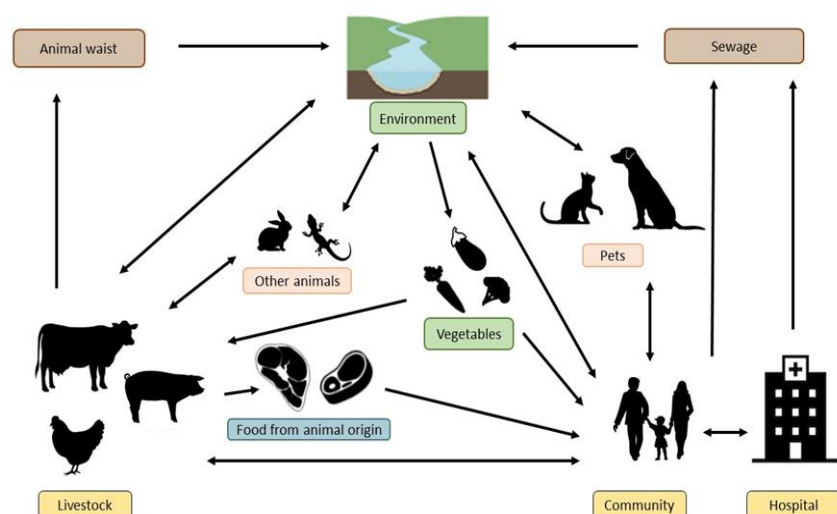 Animal waist
Sewage
Environment
Other animals
Pets
Vegetables
Food from animal origin
Livestock
Community
Hospital